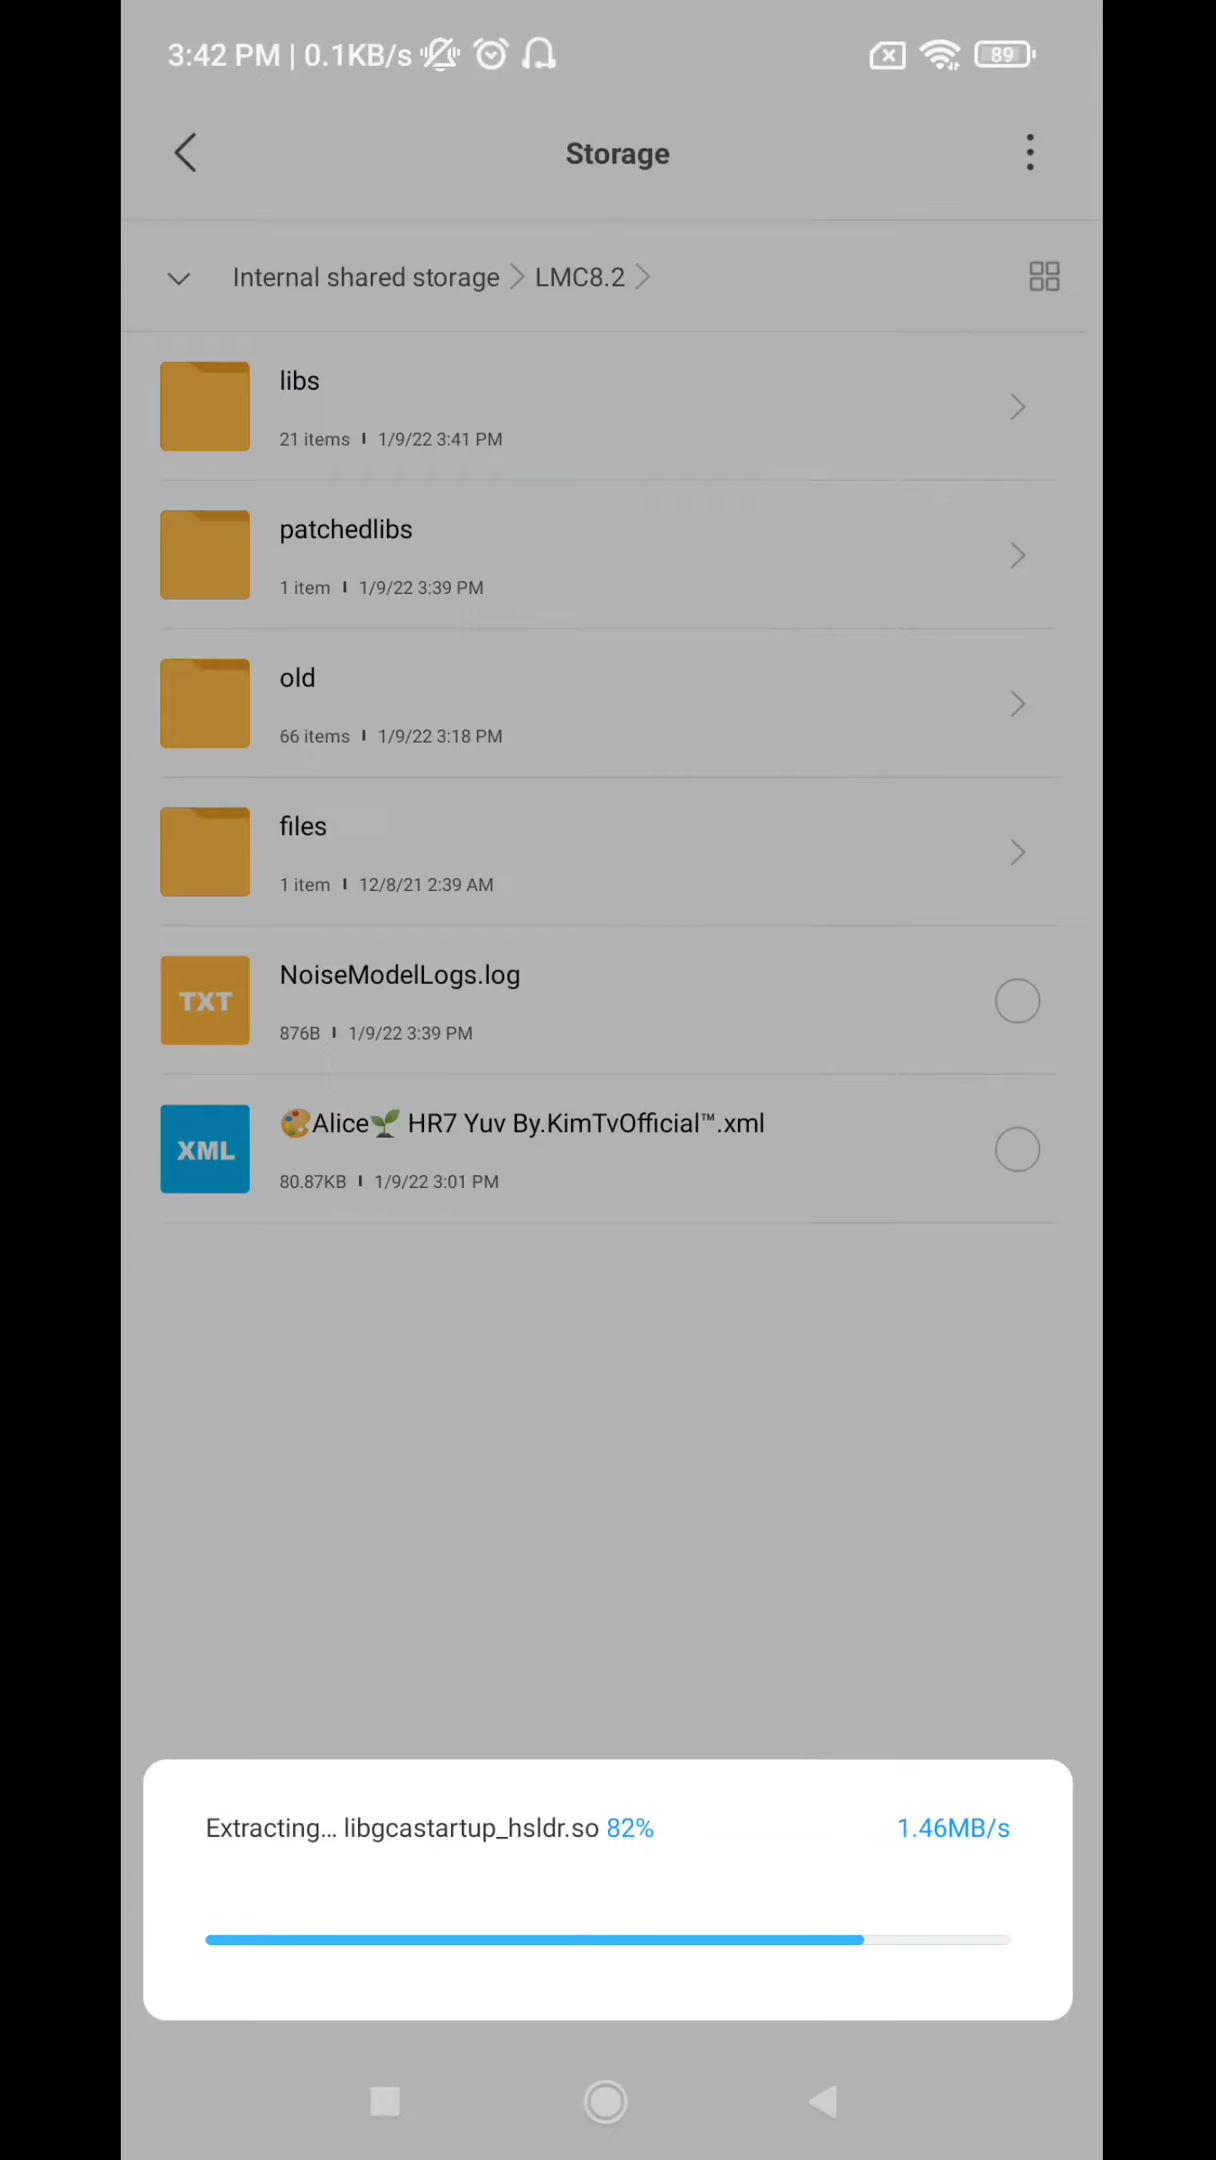 3:42 PM | 0.1KB/s 89
Storage
Internal shared storage LMC8.2
libs
21 items | 1/9/22 3:41 PM
patchedlibs
1 item | 1/9/22 3:39 PM
old
66 items | 1/9/22 3:18 PM
files
1 item | 12/8/21 2:39 AM
TXT
NoiseModelLogs.log
876B | 1/9/22 3:39 PM
XML
🎨Alice🌱 HR7 Yuv By.KimTvOfficial™.xml
80.87KB | 1/9/22 3:01 PM
Extracting... libgcastartup_hsldr.so 82% 1.46MB/s